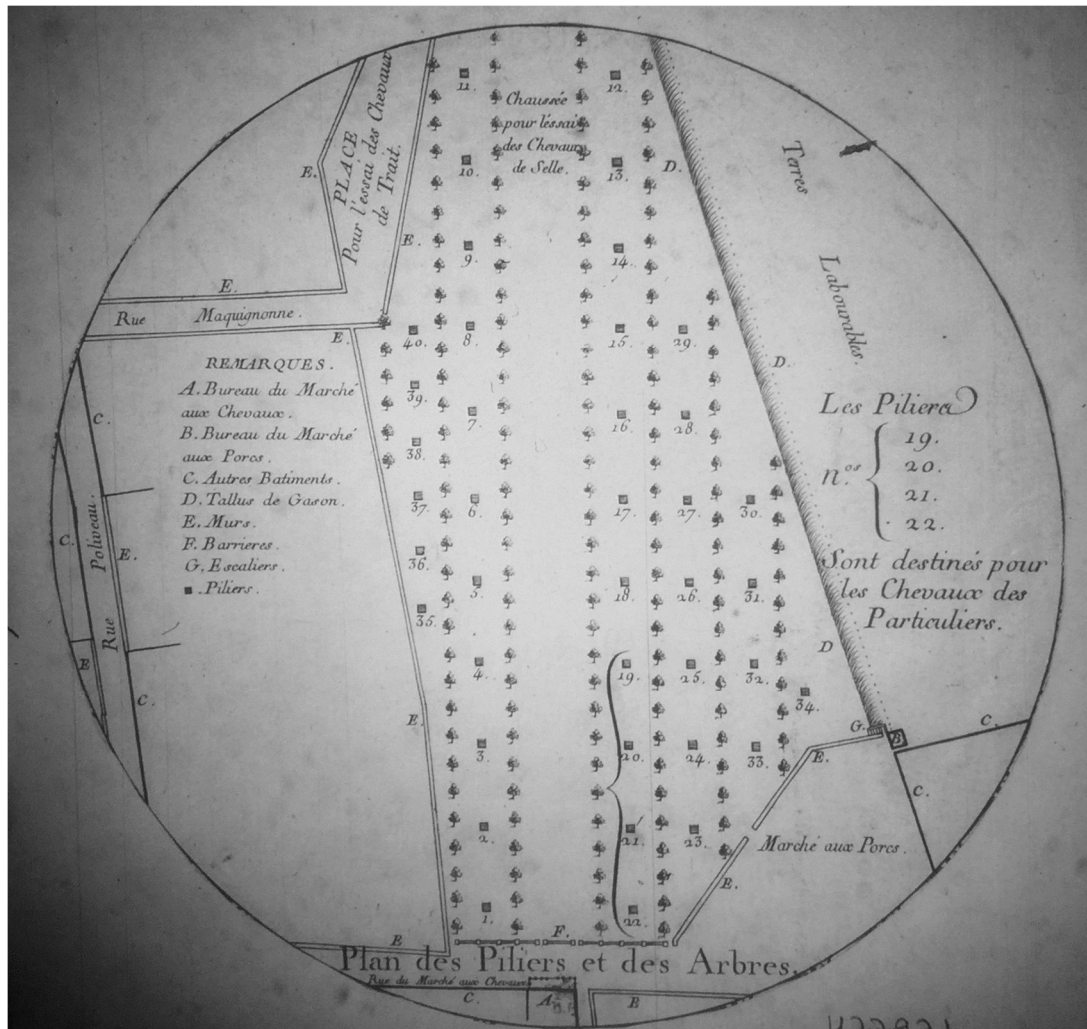 PLACE
Pour l'essai des Chevaux
de Trait.
Chaussée
pour l'éssai
des Chevaux
de Selle.
Terres
Labourables.
Rue Maquignonne.
REMARQUES.
A. Bureau du Marché
aux Chevaux.
B. Bureau du Marché
aux Porcs.
C. Autres Batiments.
D. Tallus de Gason.
E. Murs.
F. Barrieres.
G. Escaliers.
■. Piliers.
Les Piliers
n.os
19.
20.
21.
22.
Sont destinés pour
les Chevaux des
Particuliers.
Rue Poliveau.
11.
10.
9.
8.
7.
6.
5.
4.
3.
2.
1.
12.
13.
14.
15.
16.
17.
18.
19.
20.
21.
22.
29.
28.
27.
26.
25.
24.
23.
30.
31.
32.
33.
34.
40.
39.
38.
37.
36.
35.
E.
E.
E.
E.
E.
E.
E
E
E.
E.
D.
D.
D
C.
C.
C.
C.
C.
G.
B
F.
Marché aux Porcs.
Plan des Piliers et des Arbres.
Rue du Marché aux Chevaux
C.
A.